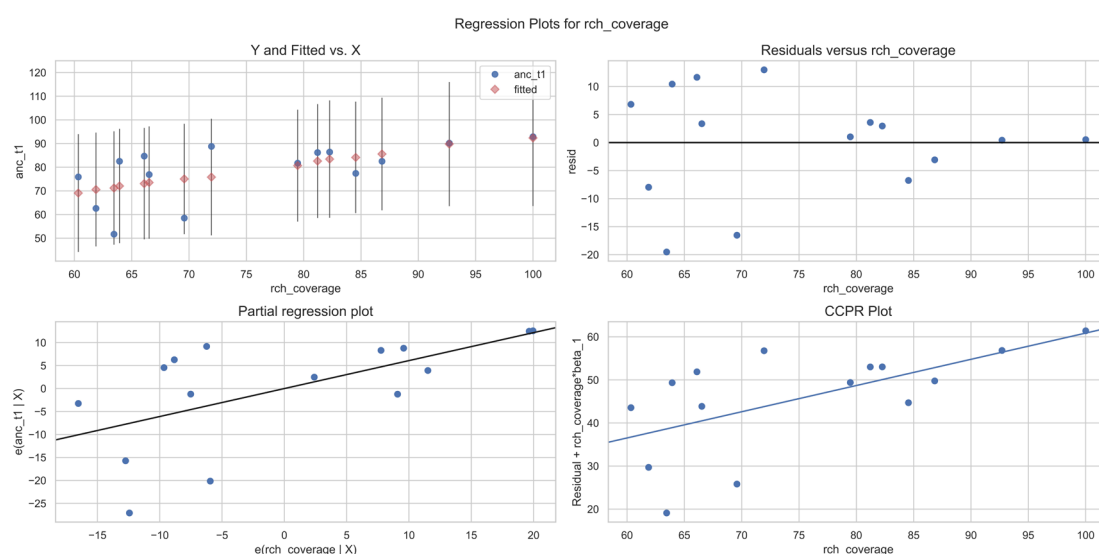 Regression Plots for rch_coverage
Y and Fitted vs. X
120
110
100
90
80
70
60
50
anc_t1
anc_t1
fitted
60 65 70 75 80 85 90 95 100
rch_coverage
Residuals versus rch_coverage
10
5
0
−5
−10
−15
−20
resid
60 65 70 75 80 85 90 95 100
rch_coverage
Partial regression plot
10
5
0
−5
−10
−15
−20
−25
e(anc_t1 | X)
−15 −10 −5 0 5 10 15 20
e(rch_coverage | X)
CCPR Plot
60
50
40
30
20
Residual + rch_coverage*beta_1
60 65 70 75 80 85 90 95 100
rch_coverage